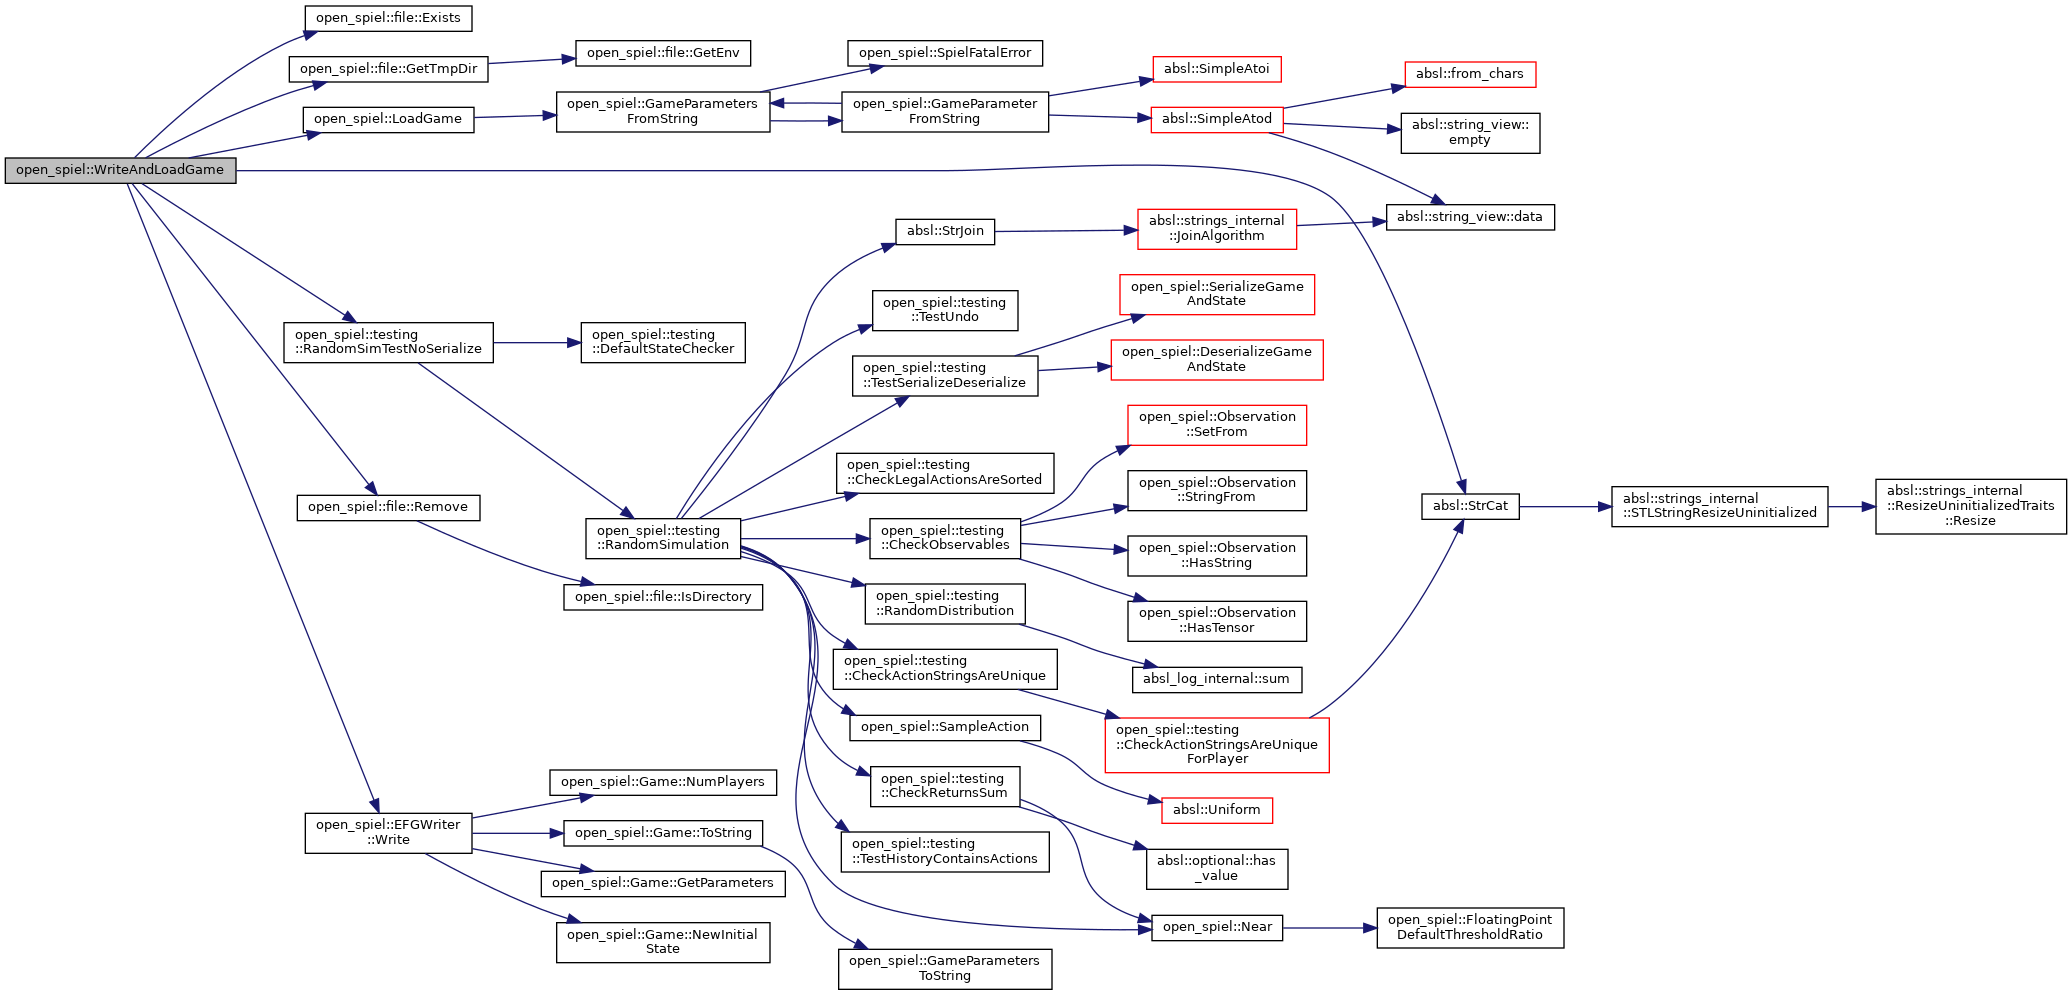 open_spiel::file::Exists
open_spiel::file::GetTmpDir
open_spiel::file::GetEnv
open_spiel::SpielFatalError
open_spiel::LoadGame
open_spiel::GameParameters
FromString
open_spiel::GameParameter
FromString
absl::SimpleAtoi
absl::SimpleAtod
absl::from_chars
absl::string_view::
empty
absl::string_view::data
open_spiel::WriteAndLoadGame
absl::StrJoin
absl::strings_internal
::JoinAlgorithm
open_spiel::testing
::TestUndo
open_spiel::SerializeGame
AndState
open_spiel::testing
::RandomSimTestNoSerialize
open_spiel::testing
::DefaultStateChecker
open_spiel::testing
::TestSerializeDeserialize
open_spiel::DeserializeGame
AndState
open_spiel::Observation
::SetFrom
open_spiel::testing
::CheckLegalActionsAreSorted
open_spiel::Observation
::StringFrom
open_spiel::file::Remove
open_spiel::testing
::RandomSimulation
open_spiel::testing
::CheckObservables
open_spiel::Observation
::HasString
absl::StrCat
absl::strings_internal
::STLStringResizeUninitialized
absl::strings_internal
::ResizeUninitializedTraits
::Resize
open_spiel::file::IsDirectory
open_spiel::testing
::RandomDistribution
open_spiel::Observation
::HasTensor
open_spiel::testing
::CheckActionStringsAreUnique
absl_log_internal::sum
open_spiel::SampleAction
open_spiel::testing
::CheckActionStringsAreUnique
ForPlayer
open_spiel::Game::NumPlayers
open_spiel::testing
::CheckReturnsSum
absl::Uniform
open_spiel::EFGWriter
::Write
open_spiel::Game::ToString
open_spiel::testing
::TestHistoryContainsActions
absl::optional::has
_value
open_spiel::Game::GetParameters
open_spiel::Near
open_spiel::FloatingPoint
DefaultThresholdRatio
open_spiel::Game::NewInitial
State
open_spiel::GameParameters
ToString